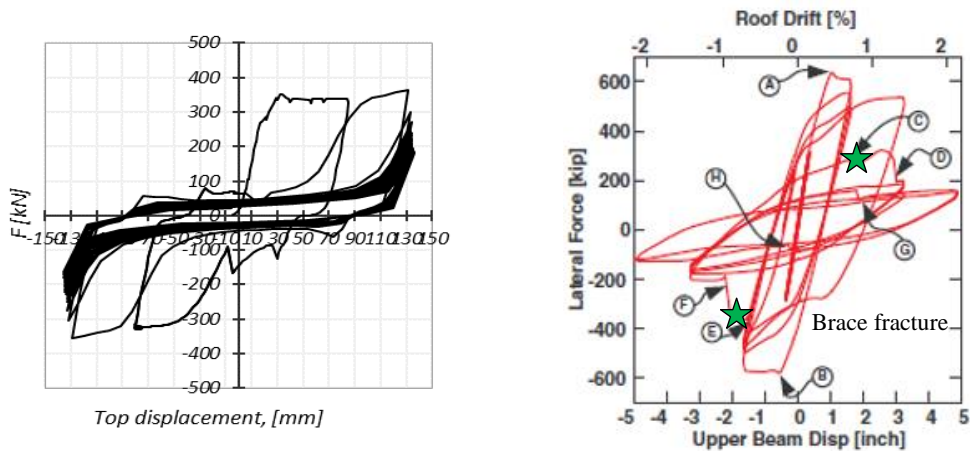 500
400
300
200
100
0
-100
-200
-300
-400
-500
F [kN]
-150 -130 -50 -30 -10 10 30 50 70 90 110 130 150
Top displacement, [mm]
Roof Drift [%]
-2 -1 0 1 2
600
400
200
0
-200
-400
-600
Lateral Force [kip]
A
C
D
H
G
F
E
Brace fracture
B
-5 -4 -3 -2 -1 0 1 2 3 4 5
Upper Beam Disp [inch]